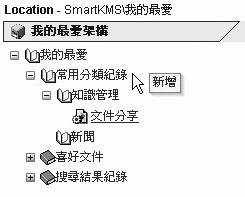 Location - SmartKMS\我的最愛
我的最愛架構
我的最愛
常用分類紀錄
新增
知識管理
文件分享
新聞
喜好文件
搜尋結果紀錄